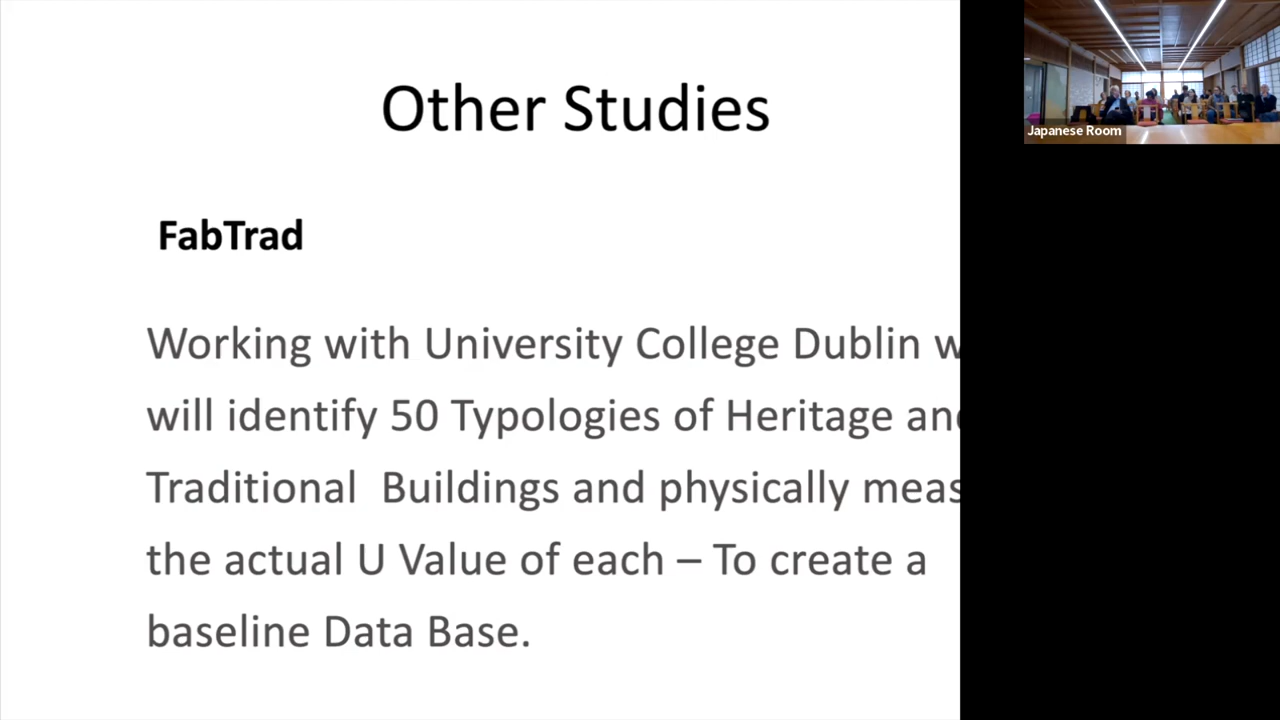 Other Studies
FabTrad
Working with University College Dublin
will identify 50 Typologies of Heritage
Traditional Buildings and physically
the actual U Value of each – To create a
baseline Data Base.
Japanese Room